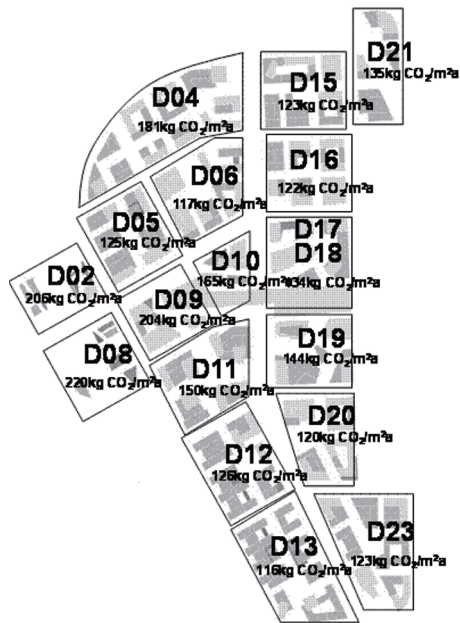 D21
135kg CO₂/m²a
D15
123kg CO₂/m²a
D04
181kg CO₂/m²a
D16
122kg CO₂/m²a
D06
117kg CO₂/m²a
D05
125kg CO₂/m²a
D17
D18
134kg CO₂/m²a
D10
165kg CO₂/m²a
D02
206kg CO₂/m²a
D09
204kg CO₂/m²a
D19
144kg CO₂/m²a
D08
220kg CO₂/m²a
D11
150kg CO₂/m²a
D20
120kg CO₂/m²a
D12
126kg CO₂/m²a
D23
123kg CO₂/m²a
D13
116kg CO₂/m²a